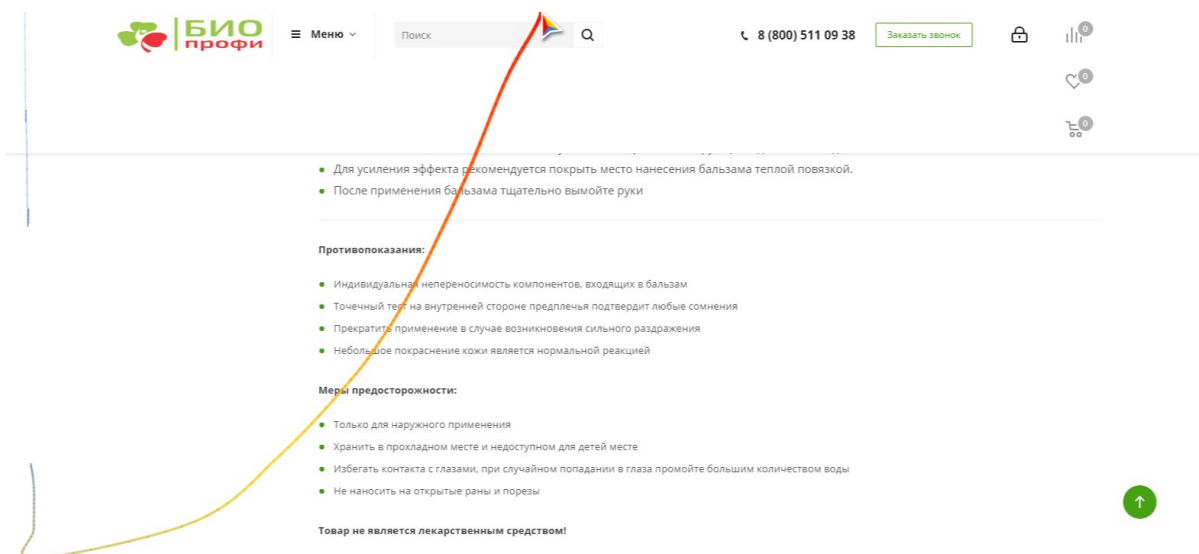 БИО
профи
Меню
Поиск
8 (800) 511 09 38
Заказать звонок
0
0
0
Для усиления эффекта рекомендуется покрыть место нанесения бальзама теплой повязкой.
После применения бальзама тщательно вымойте руки
Противопоказания:
Индивидуальная непереносимость компонентов, входящих в бальзам
Точечный тест на внутренней стороне предплечья подтвердит любые сомнения
Прекратить применение в случае возникновения сильного раздражения
Небольшое покраснение кожи является нормальной реакцией
Меры предосторожности:
Только для наружного применения
Хранить в прохладном месте и недоступном для детей месте
Избегать контакта с глазами, при случайном попадании в глаза промойте большим количеством воды
Не наносить на открытые раны и порезы
Товар не является лекарственным средством!